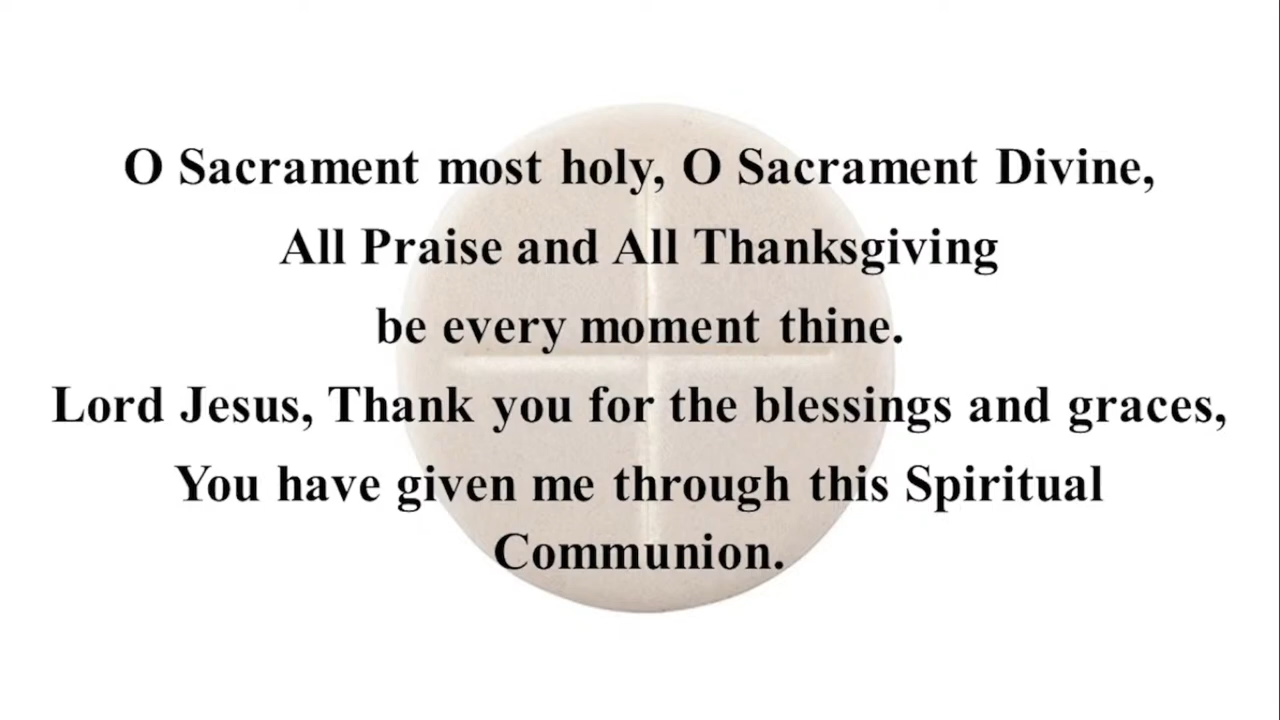 O Sacrament most holy, O Sacrament Divine,
All Praise and All Thanksgiving
be every moment thine.
Lord Jesus, Thank you for the blessings and graces,
You have given me through this Spiritual
Communion.